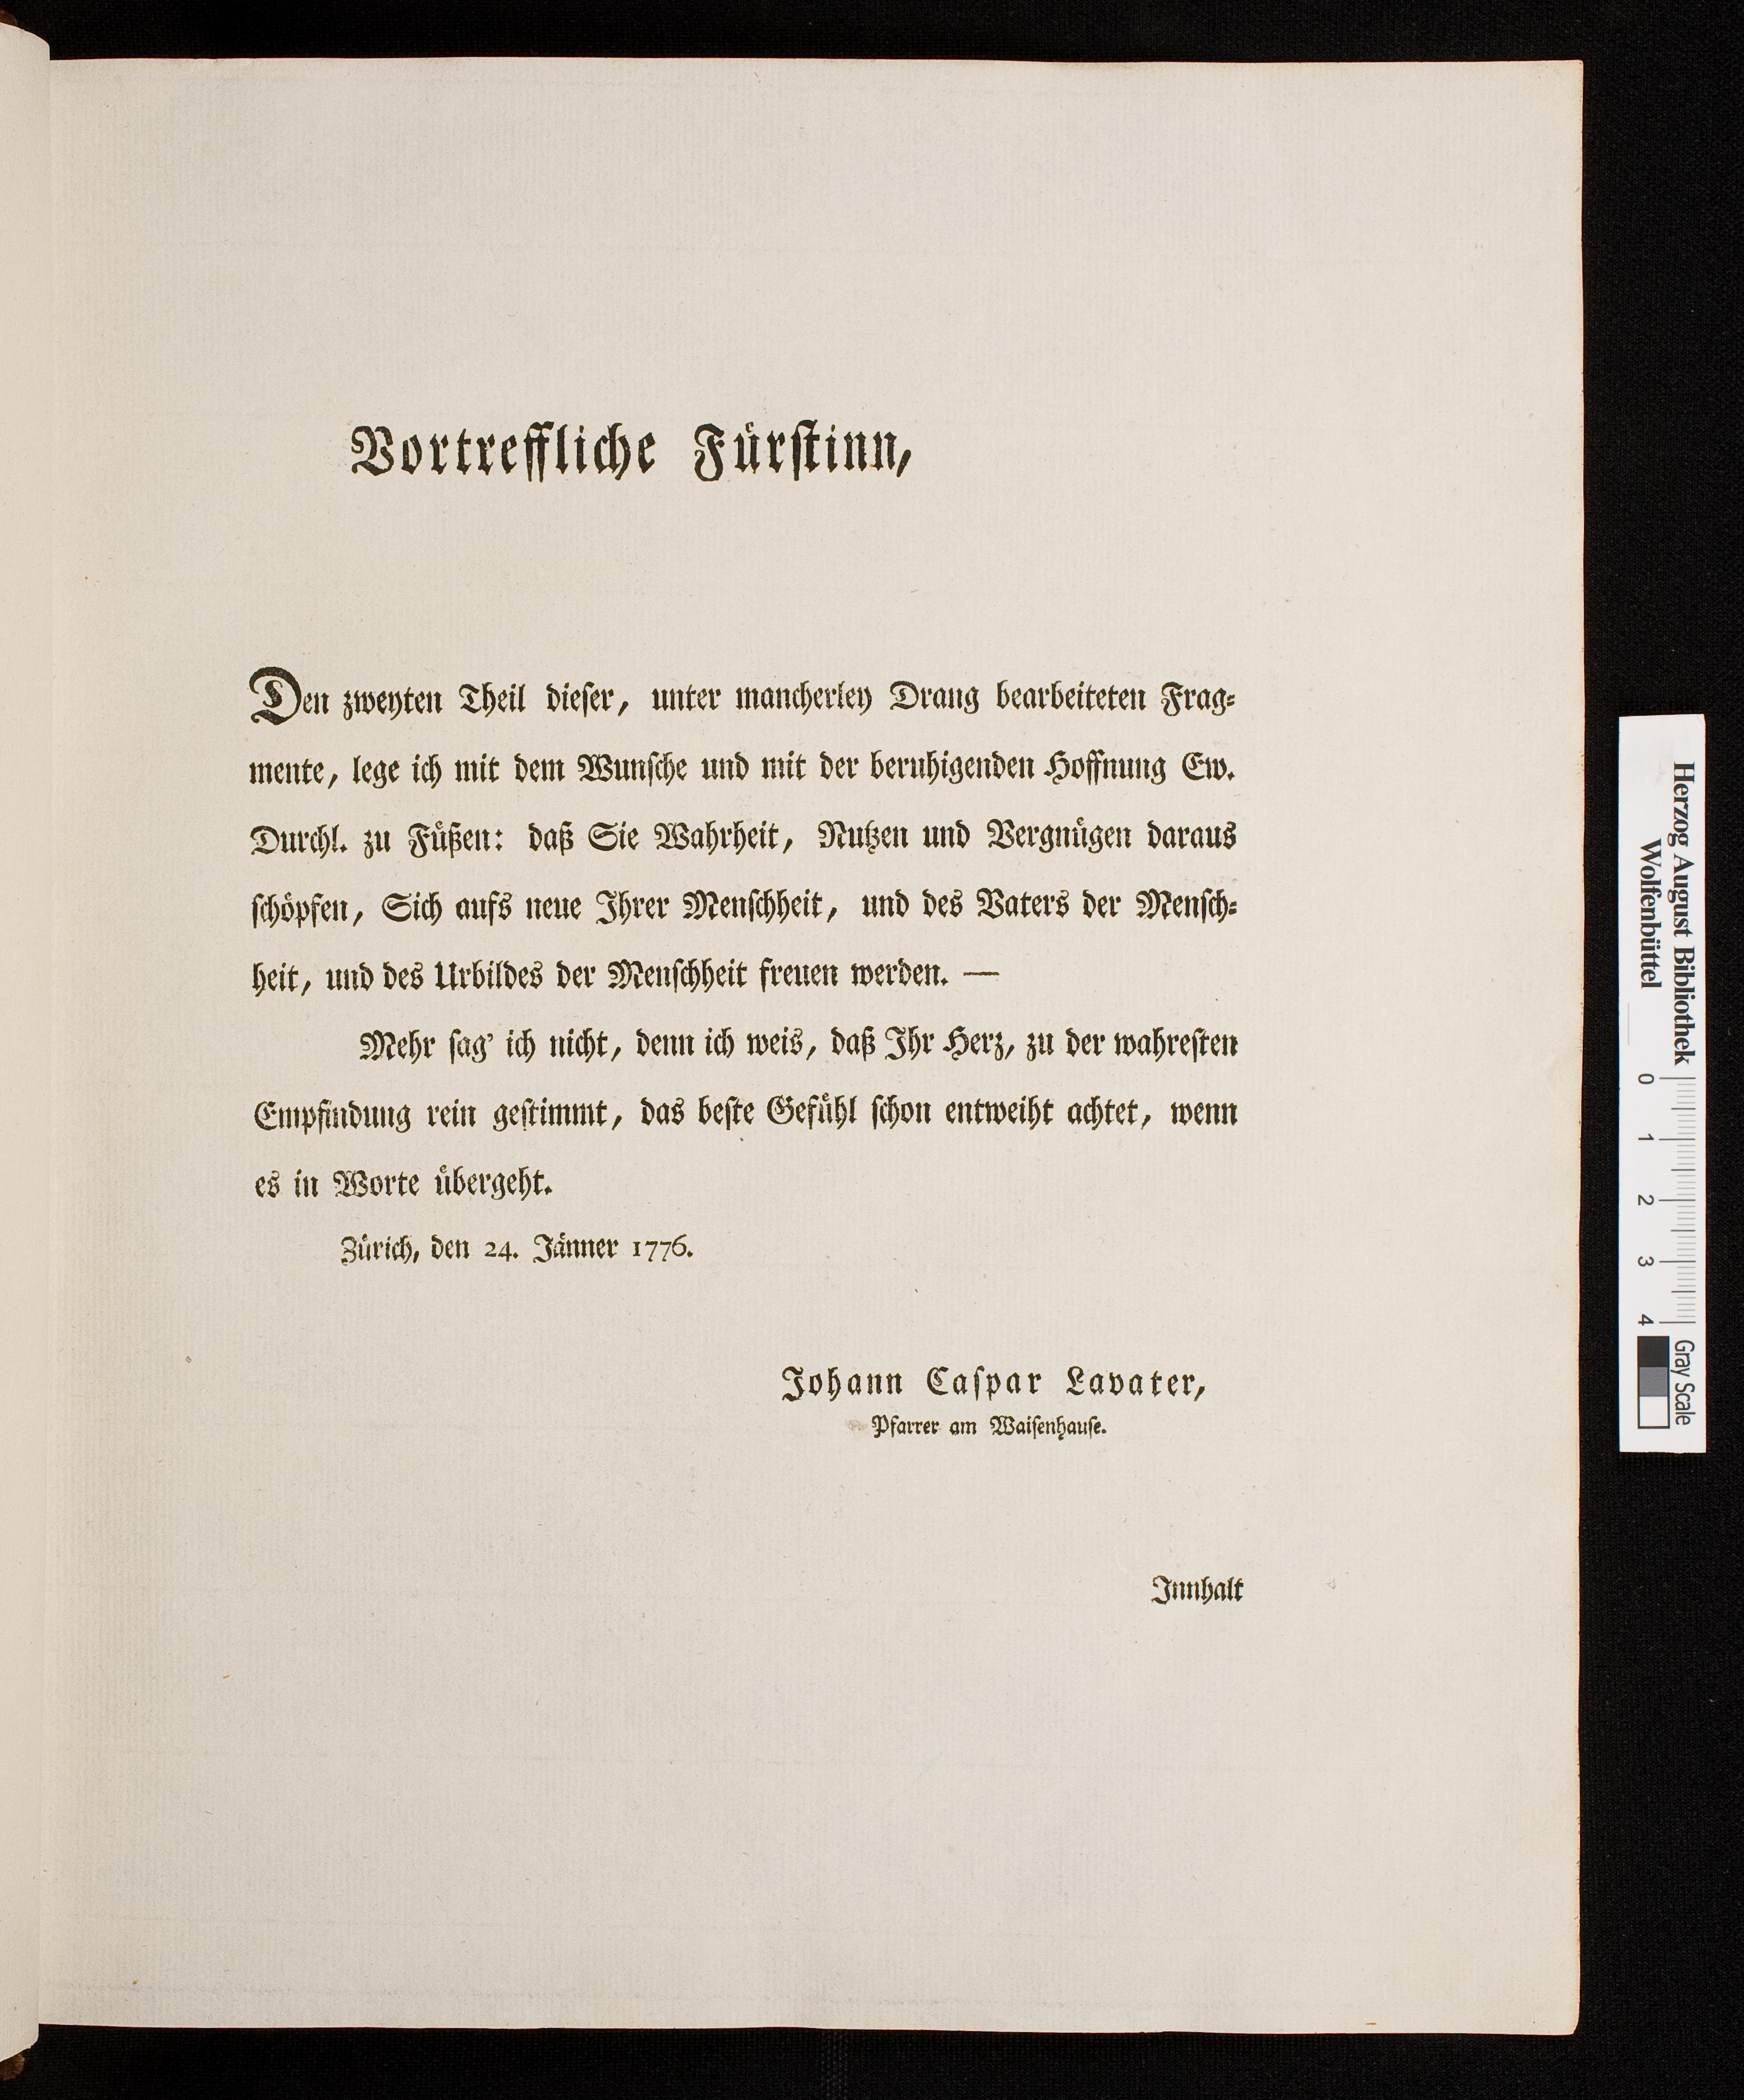 Vortreffliche Fürstinn,
Den zweyten Theil dieser, unter mancherley Drang bearbeiteten Frag-
mente, lege ich mit dem Wunsche und mit der beruhigenden Hoffnung Ew.
Durchl. zu Füßen: daß Sie Wahrheit, Nutzen und Vergnügen daraus
schöpfen, Sich aufs neue Ihrer Menschheit, und des Vaters der Mensch-
heit, und des Urbildes der Menschheit freuen werden. —
Mehr sag' ich nicht, denn ich weis, daß Ihr Herz, zu der wahresten
Empfindung rein gestimmt, das beste Gefühl schon entweiht achtet, wenn
es in Worte übergeht.
Zürich, den 24. Jänner 1776.
Johann Caspar Lavater,
Pfarrer am Waisenhause.
Innhalt
Herzog August Bibliothek
Wolfenbüttel
0 1 2 3 4
Gray Scale